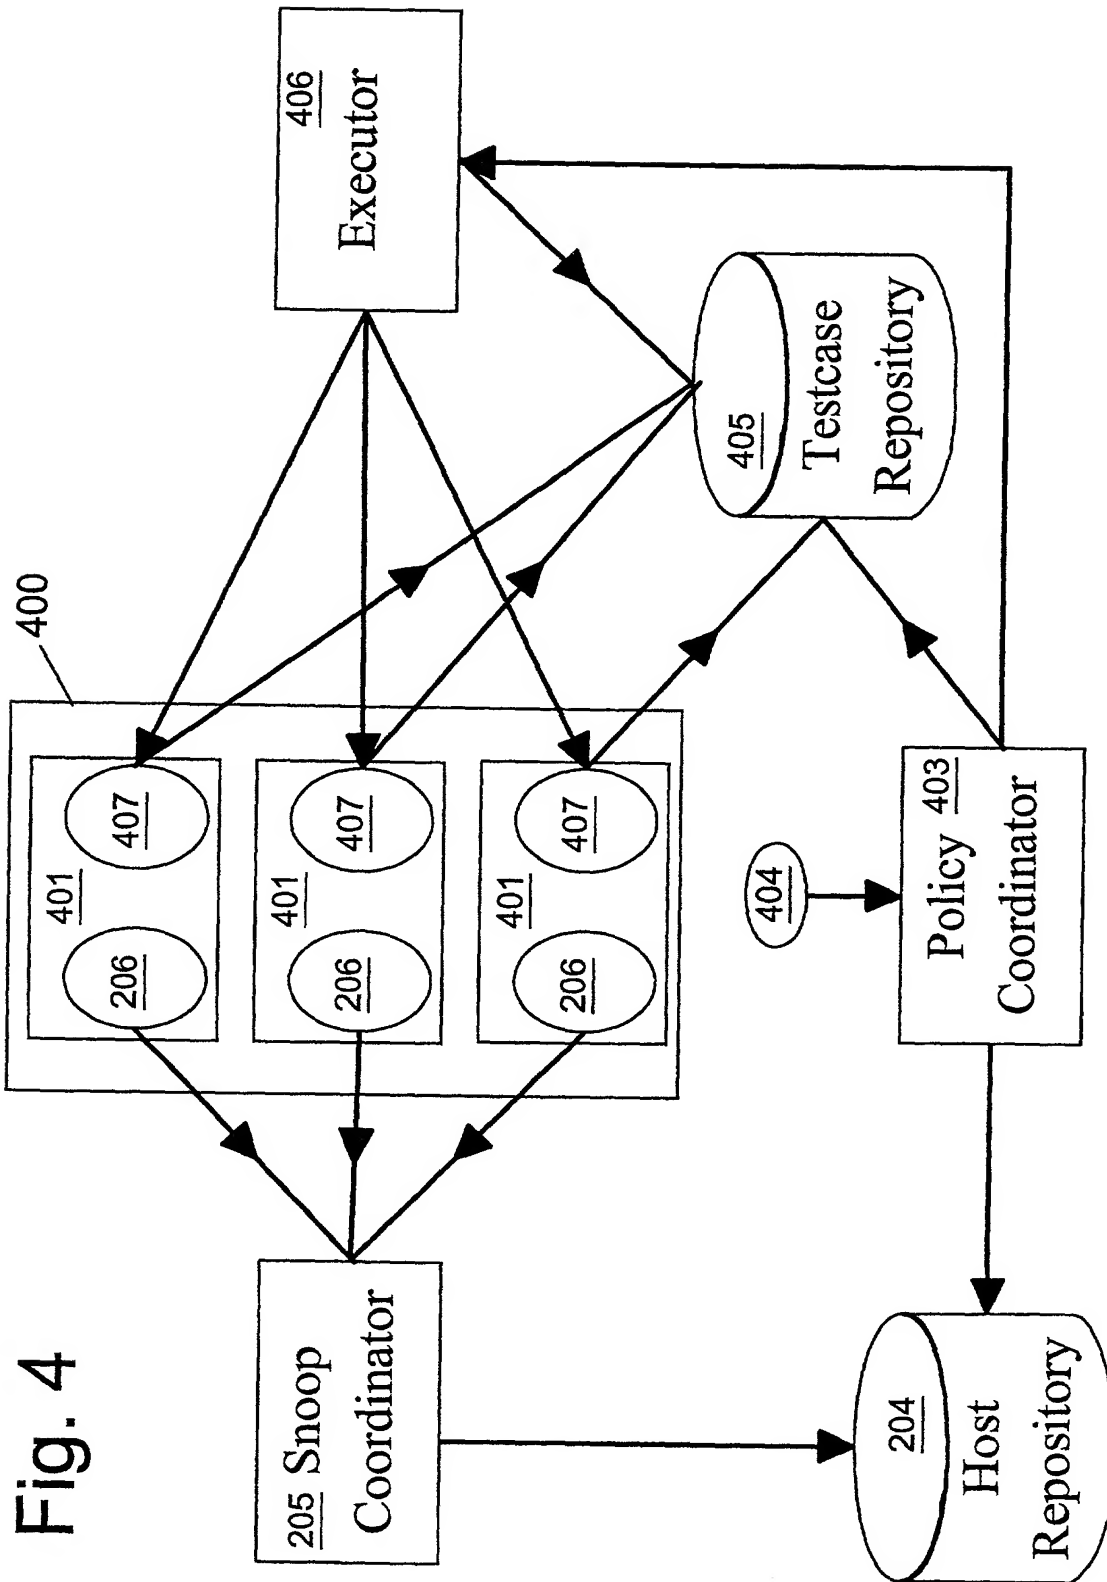 Fig. 4
205 Snoop
Coordinator
204
Host
Repository
400
206
401
407
206
401
407
206
401
407
404
Policy 403
Coordinator
406
Executor
405
Testcase
Repository